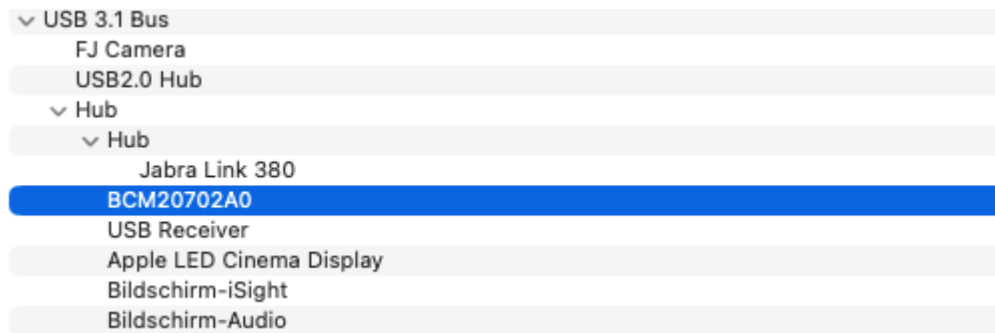 USB 3.1 Bus
FJ Camera
USB2.0 Hub
Hub
Hub
Jabra Link 380
BCM20702A0
USB Receiver
Apple LED Cinema Display
Bildschirm-iSight
Bildschirm-Audio